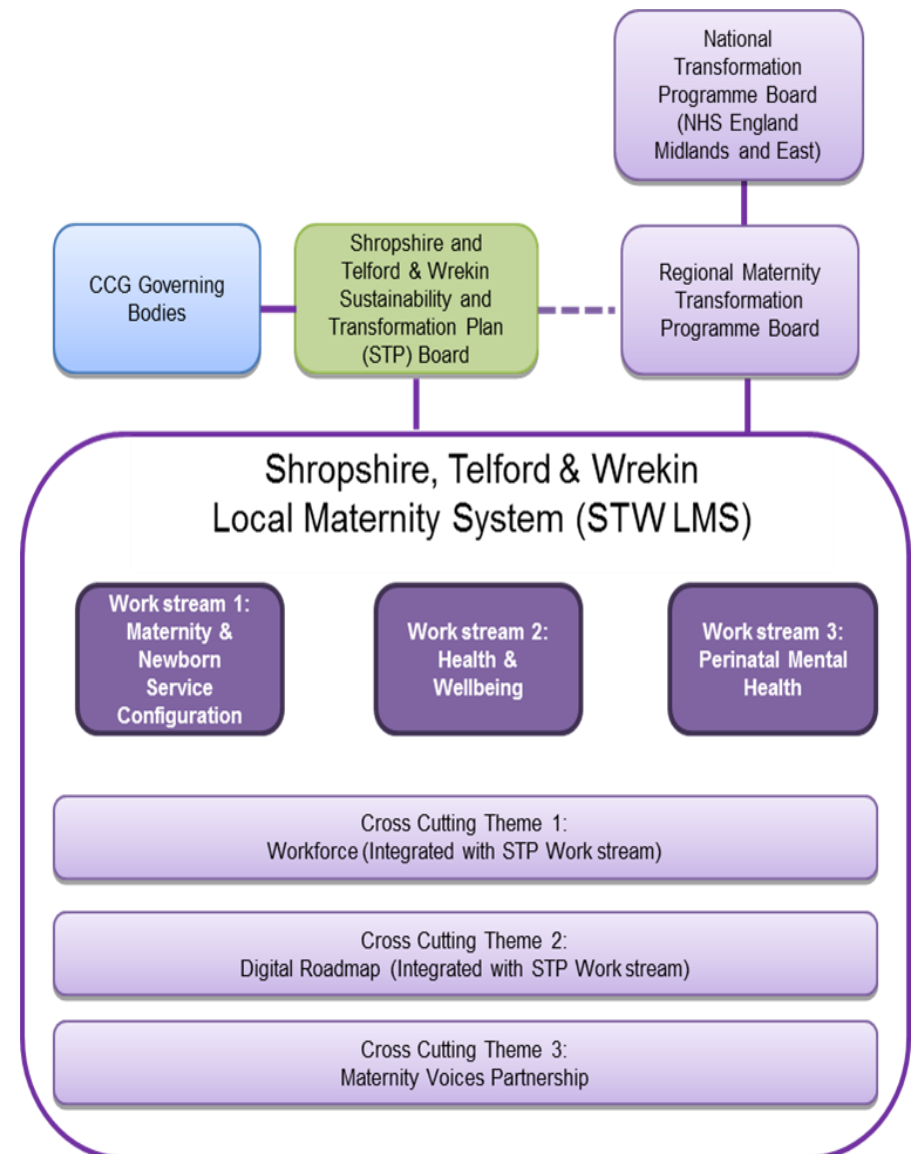 National
Transformation
Programme Board
(NHS England
Midlands and East)
CCG Governing
Bodies
Shropshire and
Telford & Wrekin
Sustainability and
Transformation Plan
(STP) Board
Regional Maternity
Transformation
Programme Board
Shropshire, Telford & Wrekin
Local Maternity System (STW LMS)
Work stream 1:
Maternity &
Newborn
Service
Configuration
Work stream 2:
Health &
Wellbeing
Work stream 3:
Perinatal Mental
Health
Cross Cutting Theme 1:
Workforce (Integrated with STP Work stream)
Cross Cutting Theme 2:
Digital Roadmap (Integrated with STP Work stream)
Cross Cutting Theme 3:
Maternity Voices Partnership